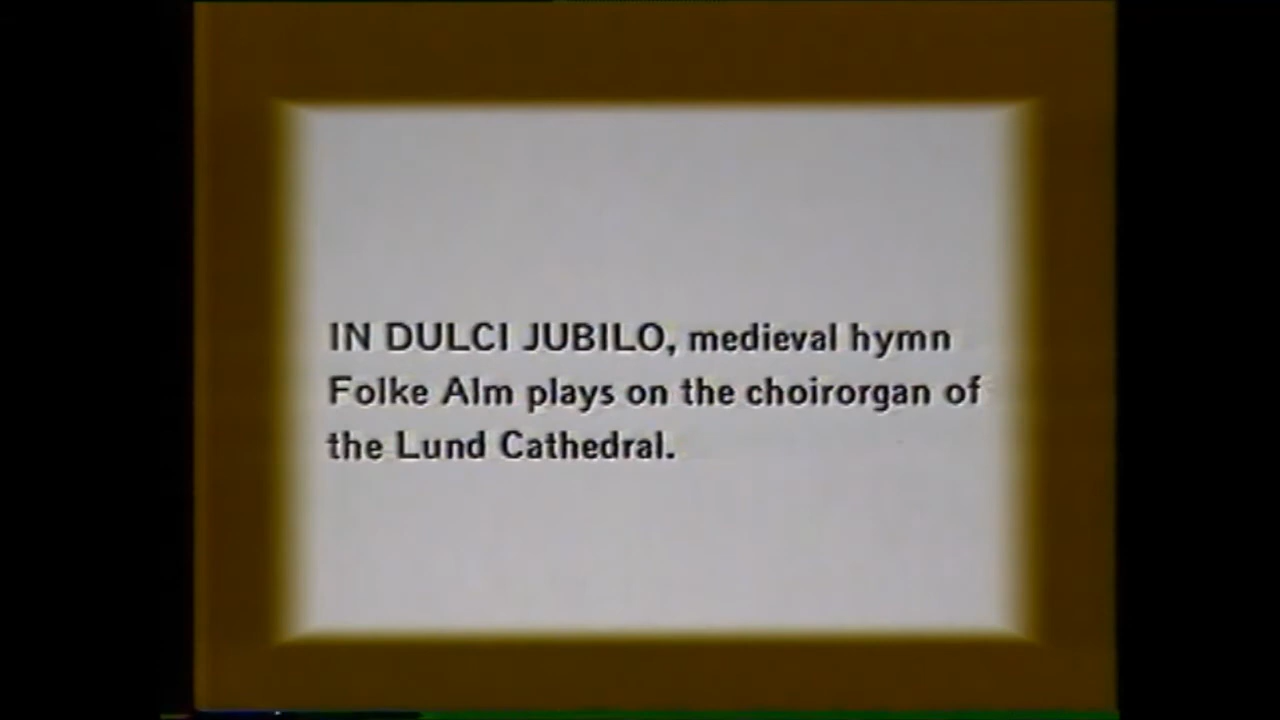 IN DULCI JUBILO, medieval hymn
Folke Alm plays on the choirorgan of
the Lund Cathedral.